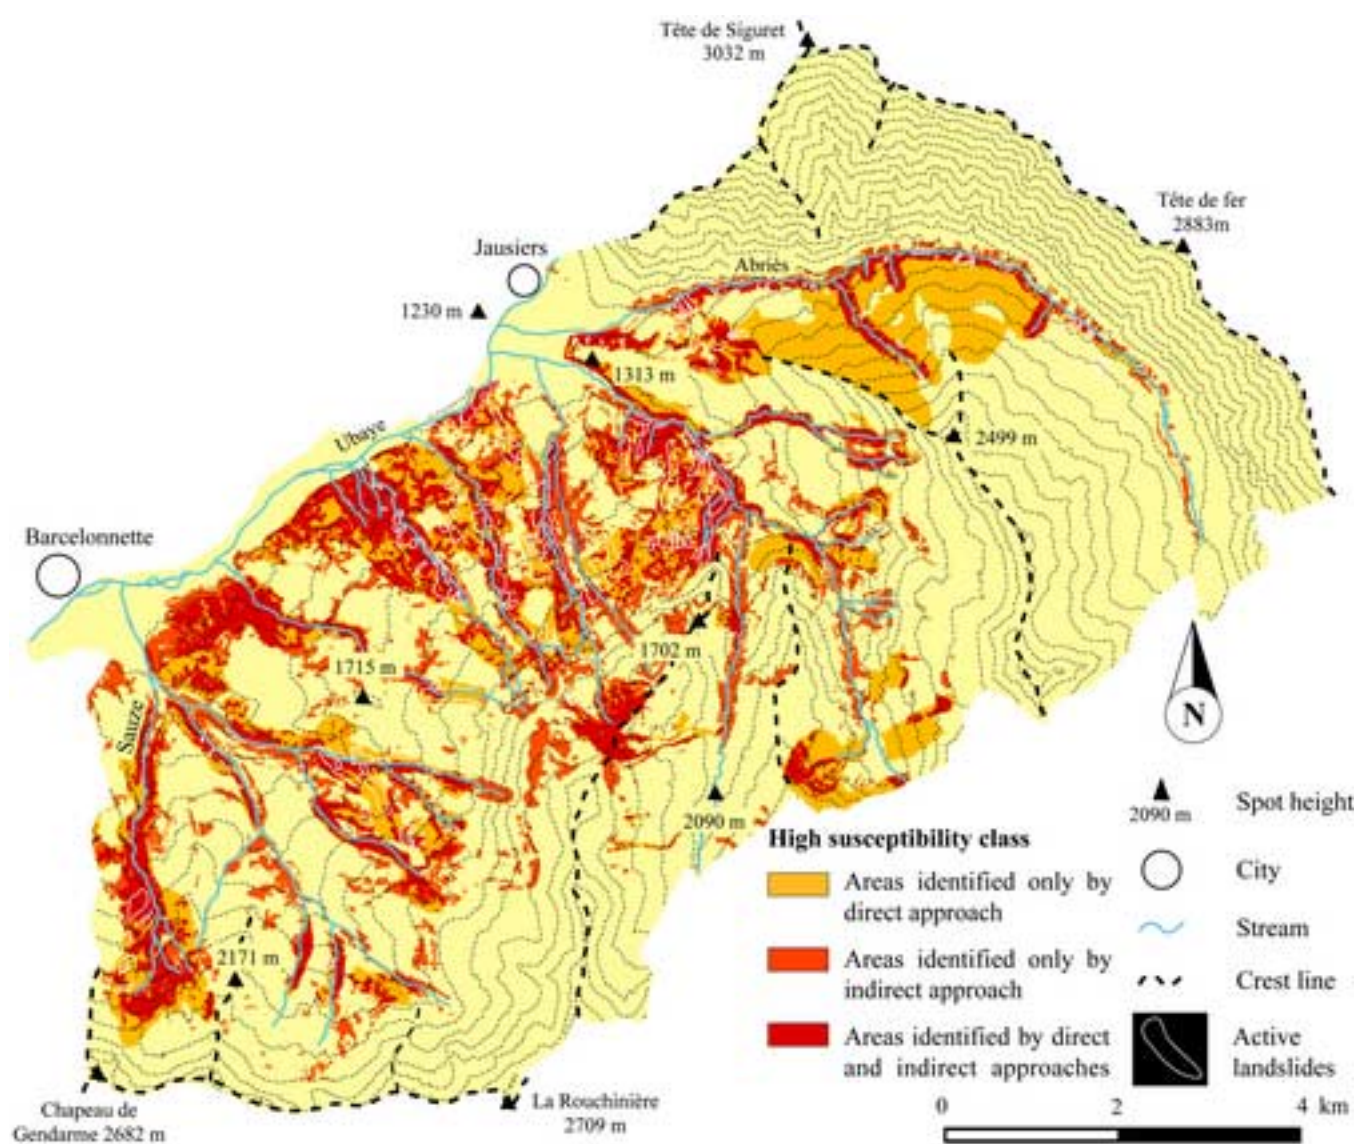 Tête de Siguret
3032 m
Tête de fer
2883m
Jausiers
Abriès
1230 m
1313 m
2499 m
Ubaye
Barcelonnette
1702 m
1715 m
Sauze
N
2090 m
2171 m
High susceptibility class
Areas identified only by
direct approach
Areas identified only by
indirect approach
Areas identified by direct
and indirect approaches
2090 m
Spot height
City
Stream
Crest line
Active
landslides
Chapeau de
Gendarme 2682 m
La Rouchinière
2709 m
0 2 4 km